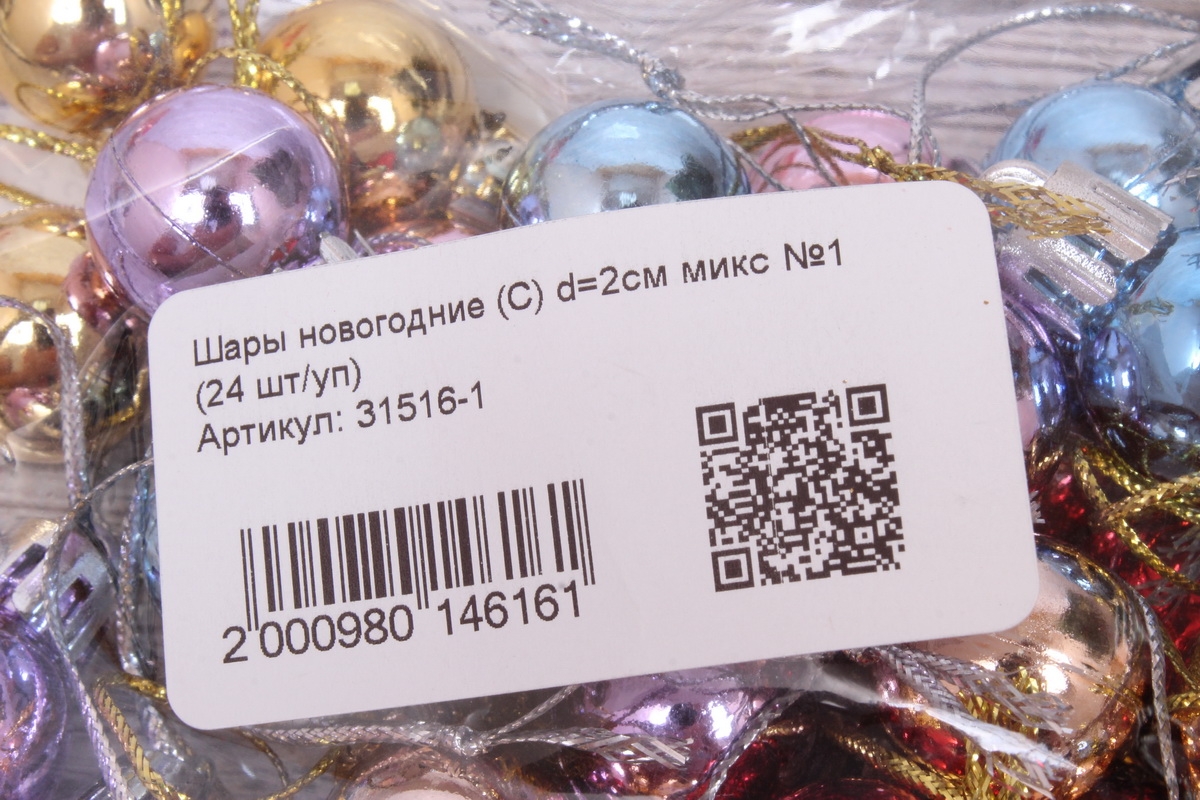 Шары новогодние (С) d=2см микс №1
(24 шт/уп)
Артикул: 31516-1
2 000980 146161